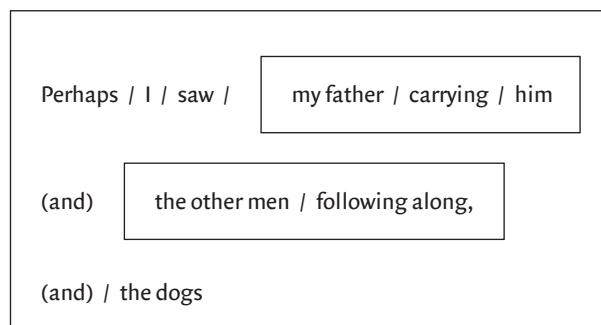 Perhaps / I / saw / my father / carrying / him
(and) the other men / following along,
(and) / the dogs